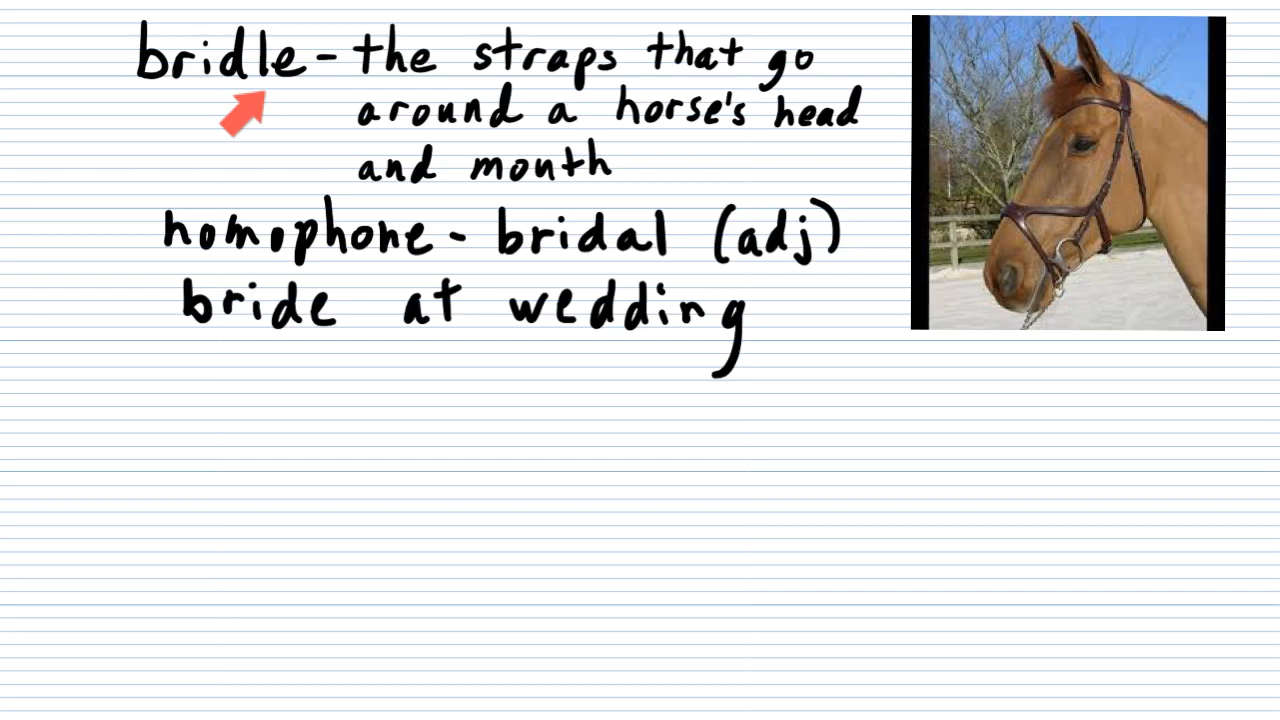 bridle - the straps that go
around a horse's head
and mouth
homophone - bridal (adj)
bride at wedding